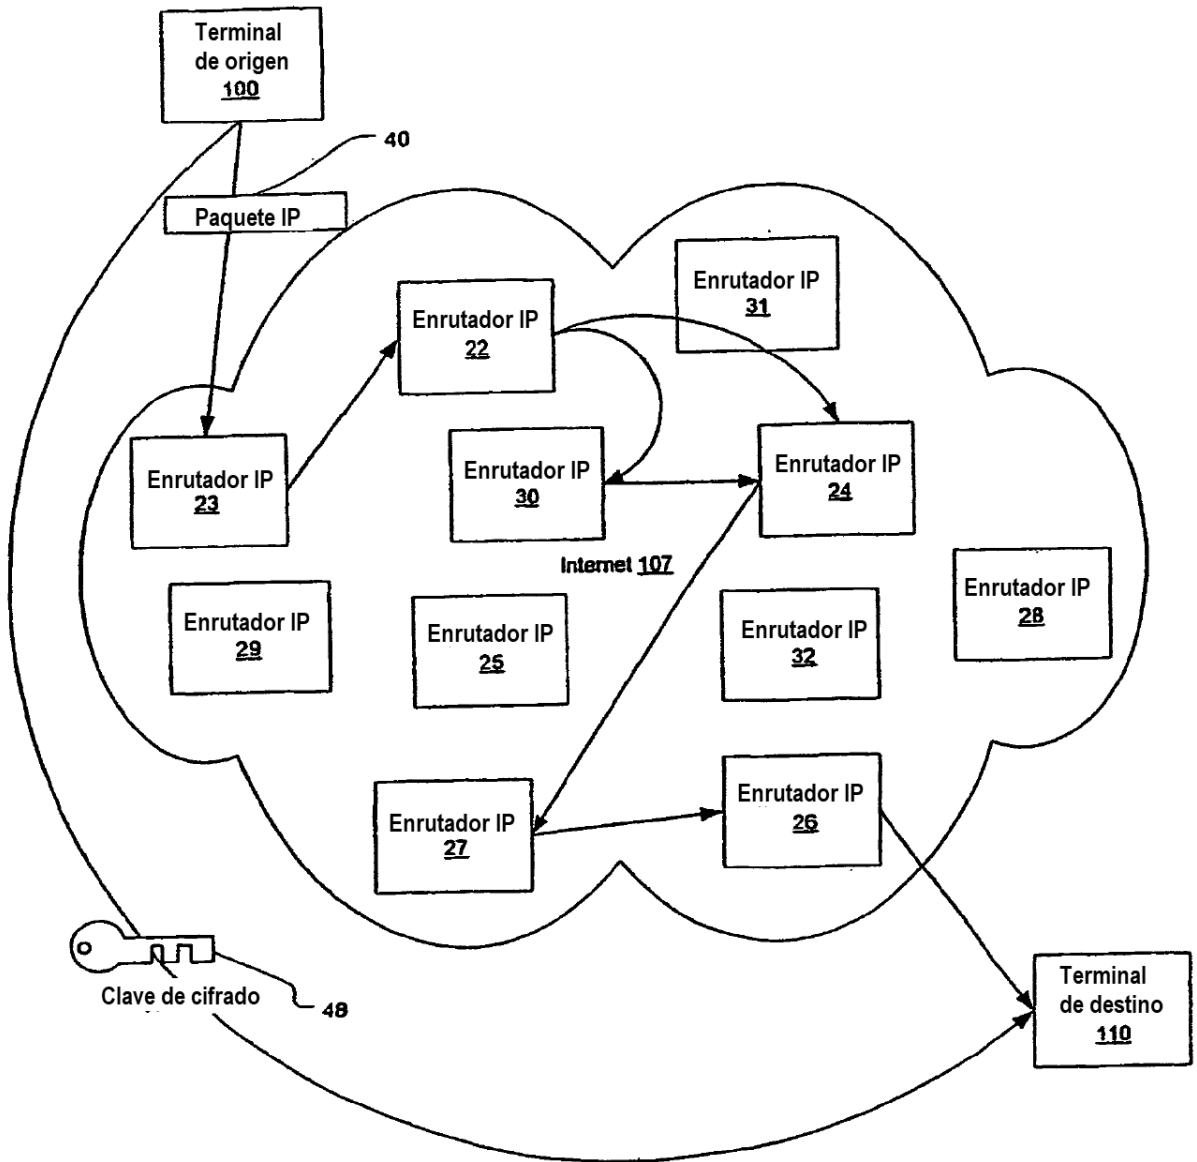 Terminal
de origen
100
40
Paquete IP
Enrutador IP
31
Enrutador IP
22
Enrutador IP
23
Enrutador IP
30
Enrutador IP
24
Internet 107
Enrutador IP
28
Enrutador IP
29
Enrutador IP
25
Enrutador IP
32
Enrutador IP
27
Enrutador IP
26
Clave de cifrado
48
Terminal
de destino
110